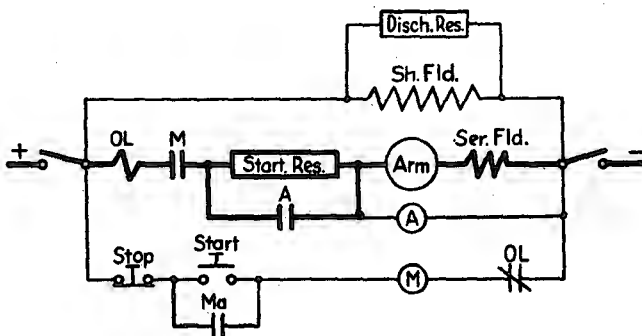 Disch. Res.
Sh. Fld.
+ OL M Start. Res. Arm Ser. Fld. −
A A
Stop Start M OL
Ma